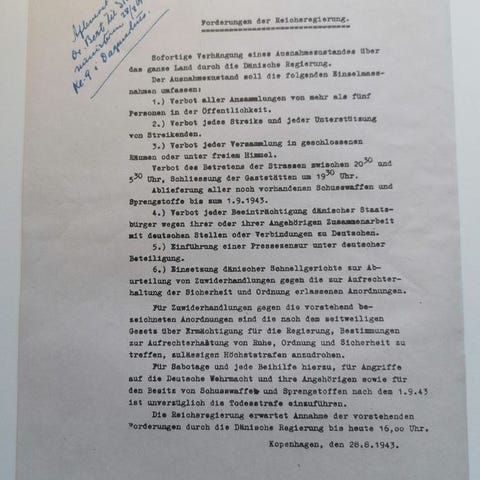 Afleveret
Dr. Best
28/8
Kl. 9 i Dagmarhus
Forderungen der Reichsregierung.
Sofortige Verhängung eines Ausnahmezustandes über
das ganze Land durch die Dänische Regierung.
Der Ausnahmezustand soll die folgenden Einzelmass-
nahmen umfassen:
1.) Verbot aller Ansammlungen von mehr als fünf
Personen in der Öffentlichkeit.
2.) Verbot jedes Streiks und jeder Unterstützung
von Streikenden.
3.) Verbot jeder Versammlung in geschlossenen
Räumen oder unter freiem Himmel.
Verbot des Betretens der Strassen zwischen 20³⁰ und
5³⁰ Uhr, Schliessung der Gaststätten um 19³⁰ Uhr.
Ablieferung aller noch vorhandenen Schusswaffen und
Sprengstoffe bis zum 1.9.1943.
4.) Verbot jeder Beeinträchtigung dänischer Staats-
bürger wegen ihrer oder ihrer Angehörigen Zusammenarbeit
mit deutschen Stellen oder Verbindungen zu Deutschen.
5.) Einführung einer Pressezensur unter deutscher
Beteiligung.
6.) Einsetzung dänischer Schnellgerichte zur Ab-
urteilung von Zuwiderhandlungen gegen die zur Aufrechter-
haltung der Sicherheit und Ordnung erlassenen Anordnungen.
Für Zuwiderhandlungen gegen die vorstehend be-
zeichneten Anordnungen sind die nach dem zeitweiligen
Gesetz über Ermächtigung für die Regierung, Bestimmungen
zur Aufrechterhaltung von Ruhe, Ordnung und Sicherheit zu
treffen, zulässigen Höchststrafen anzudrohen.
Für Sabotage und jede Beihilfe hierzu, für Angriffe
auf die Deutsche Wehrmacht und ihre Angehörigen sowie für
den Besitz von Schusswaffen und Sprengstoffen nach dem 1.9.43
ist unverzüglich die Todesstrafe einzuführen.
Die Reichsregierung erwartet Annahme der vorstehenden
Forderungen durch die Dänische Regierung bis heute 16,00 Uhr.
Kopenhagen, den 28.8.1943.